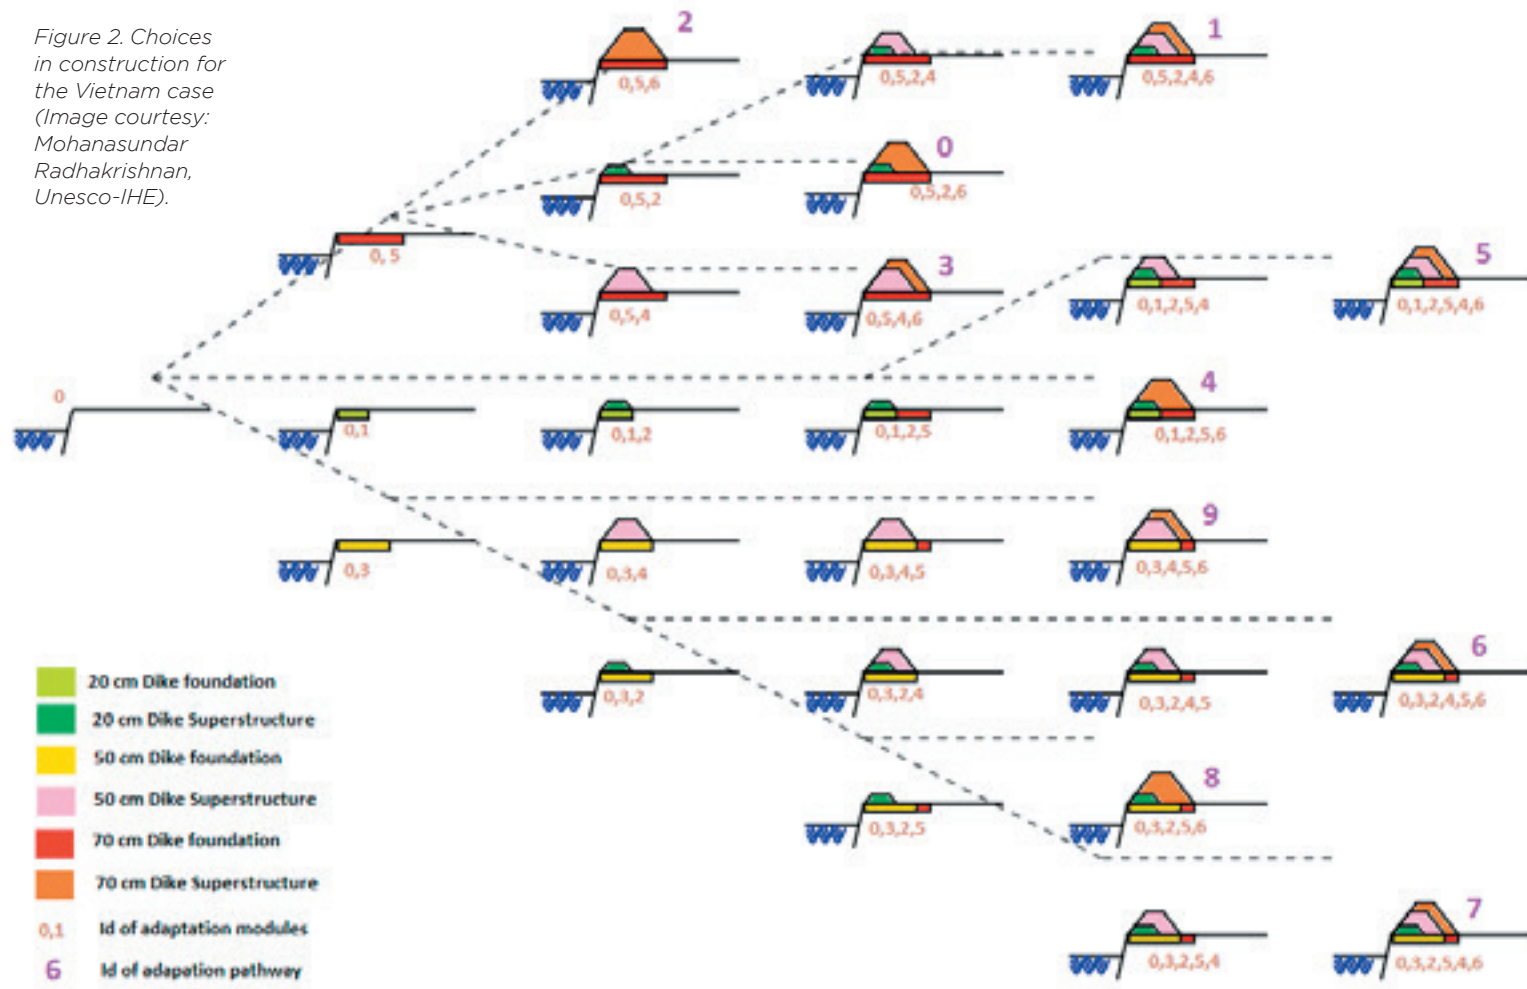 Figure 2. Choices
in construction for
the Vietnam case
(Image courtesy:
Mohanasundar
Radhakrishnan,
Unesco-IHE).
2
0,5,6
0,5,2,4
1
0,5,2,4,6
0,5,2
0
0,5,2,6
0, 5
0,5,4
3
0,5,4,6
0,1,2,5,4
5
0,1,2,5,4,6
0
0,1
0,1,2
0,1,2,5
4
0,1,2,5,6
0,3
0,3,4
0,3,4,5
9
0,3,4,5,6
0,3,2
0,3,2,4
0,3,2,4,5
6
0,3,2,4,5,6
0,3,2,5
8
0,3,2,5,6
0,3,2,5,4
7
0,3,2,5,4,6
20 cm Dike foundation
20 cm Dike Superstructure
50 cm Dike foundation
50 cm Dike Superstructure
70 cm Dike foundation
70 cm Dike Superstructure
0,1 Id of adaptation modules
6 Id of adapation pathway